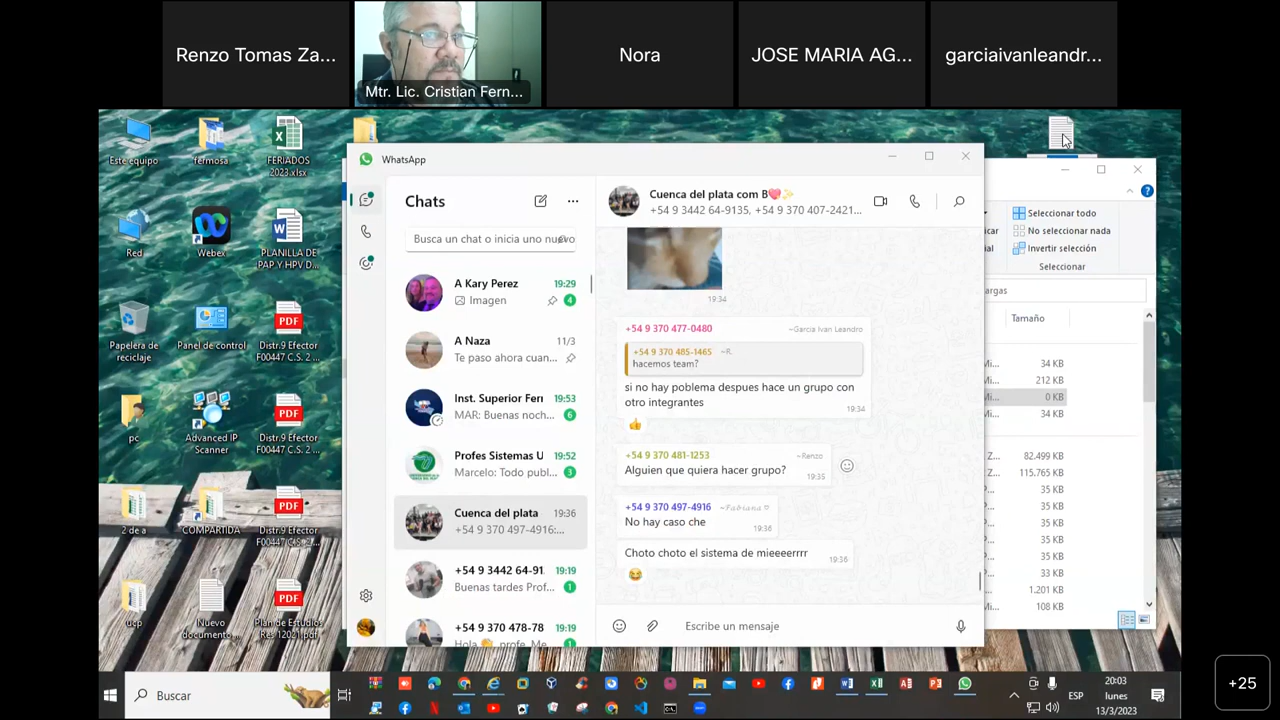 Renzo Tomas Za...
Mtr. Lic. Cristian Fern...
Nora
JOSE MARIA AG...
garciaivanleandr...
Este equipo
fermosa
FERIADOS
2023.xlsx
Red
Webex
PLANILLA DE
PAP Y HPV D...
Papelera de
reciclaje
Panel de control
Distr.9 Efector
F00447 C.S. 2 ...
pc
Advanced IP
Scanner
Distr.9 Efector
F00447 C.S. 2 ...
2 de a
COMPARTIDA
Distr.9 Efector
F00447 C.S. 2...
ucp
Nuevo
documento...
Plan de Estudios
Res 12021.pdf
WhatsApp
Chats
Busca un chat o inicia uno nuevo
A Kary Perez
19:29
Imagen
4
A Naza
11/3
Te paso ahora cuan...
Inst. Superior Fern
19:53
MAR: Buenas noch...
6
Profes Sistemas U
19:52
Marcelo: Todo publ...
3
Cuenca del plata
19:36
+54 9 370 497-4916:...
+54 9 3442 64-91
19:19
Buenas tardes Prof...
1
+54 9 370 478-78
19:19
Hola 👋 profe. Me
1
Cuenca del plata com B💖✨
+54 9 3442 64-9135, +54 9 370 407-2421...
19:34
+54 9 370 477-0480
~Garcia Ivan Leandro
+54 9 370 485-1465 ~R.
hacemos team?
si no hay poblema despues hace un grupo con
otro integrantes
19:34
+54 9 370 481-1253
~Renzo
Alguien que quiera hacer grupo?
19:35
+54 9 370 497-4916
~Fabiana ♡
No hay caso che
19:36
Choto choto el sistema de mieeeerrrr
19:36
Escribe un mensaje
Seleccionar todo
No seleccionar nada
Invertir selección
Seleccionar
argas
Tamaño
34 KB
212 KB
0 KB
34 KB
82.499 KB
115.765 KB
35 KB
35 KB
35 KB
35 KB
35 KB
33 KB
1.201 KB
108 KB
Buscar
ESP
20:03
lunes
13/3/2023
+25